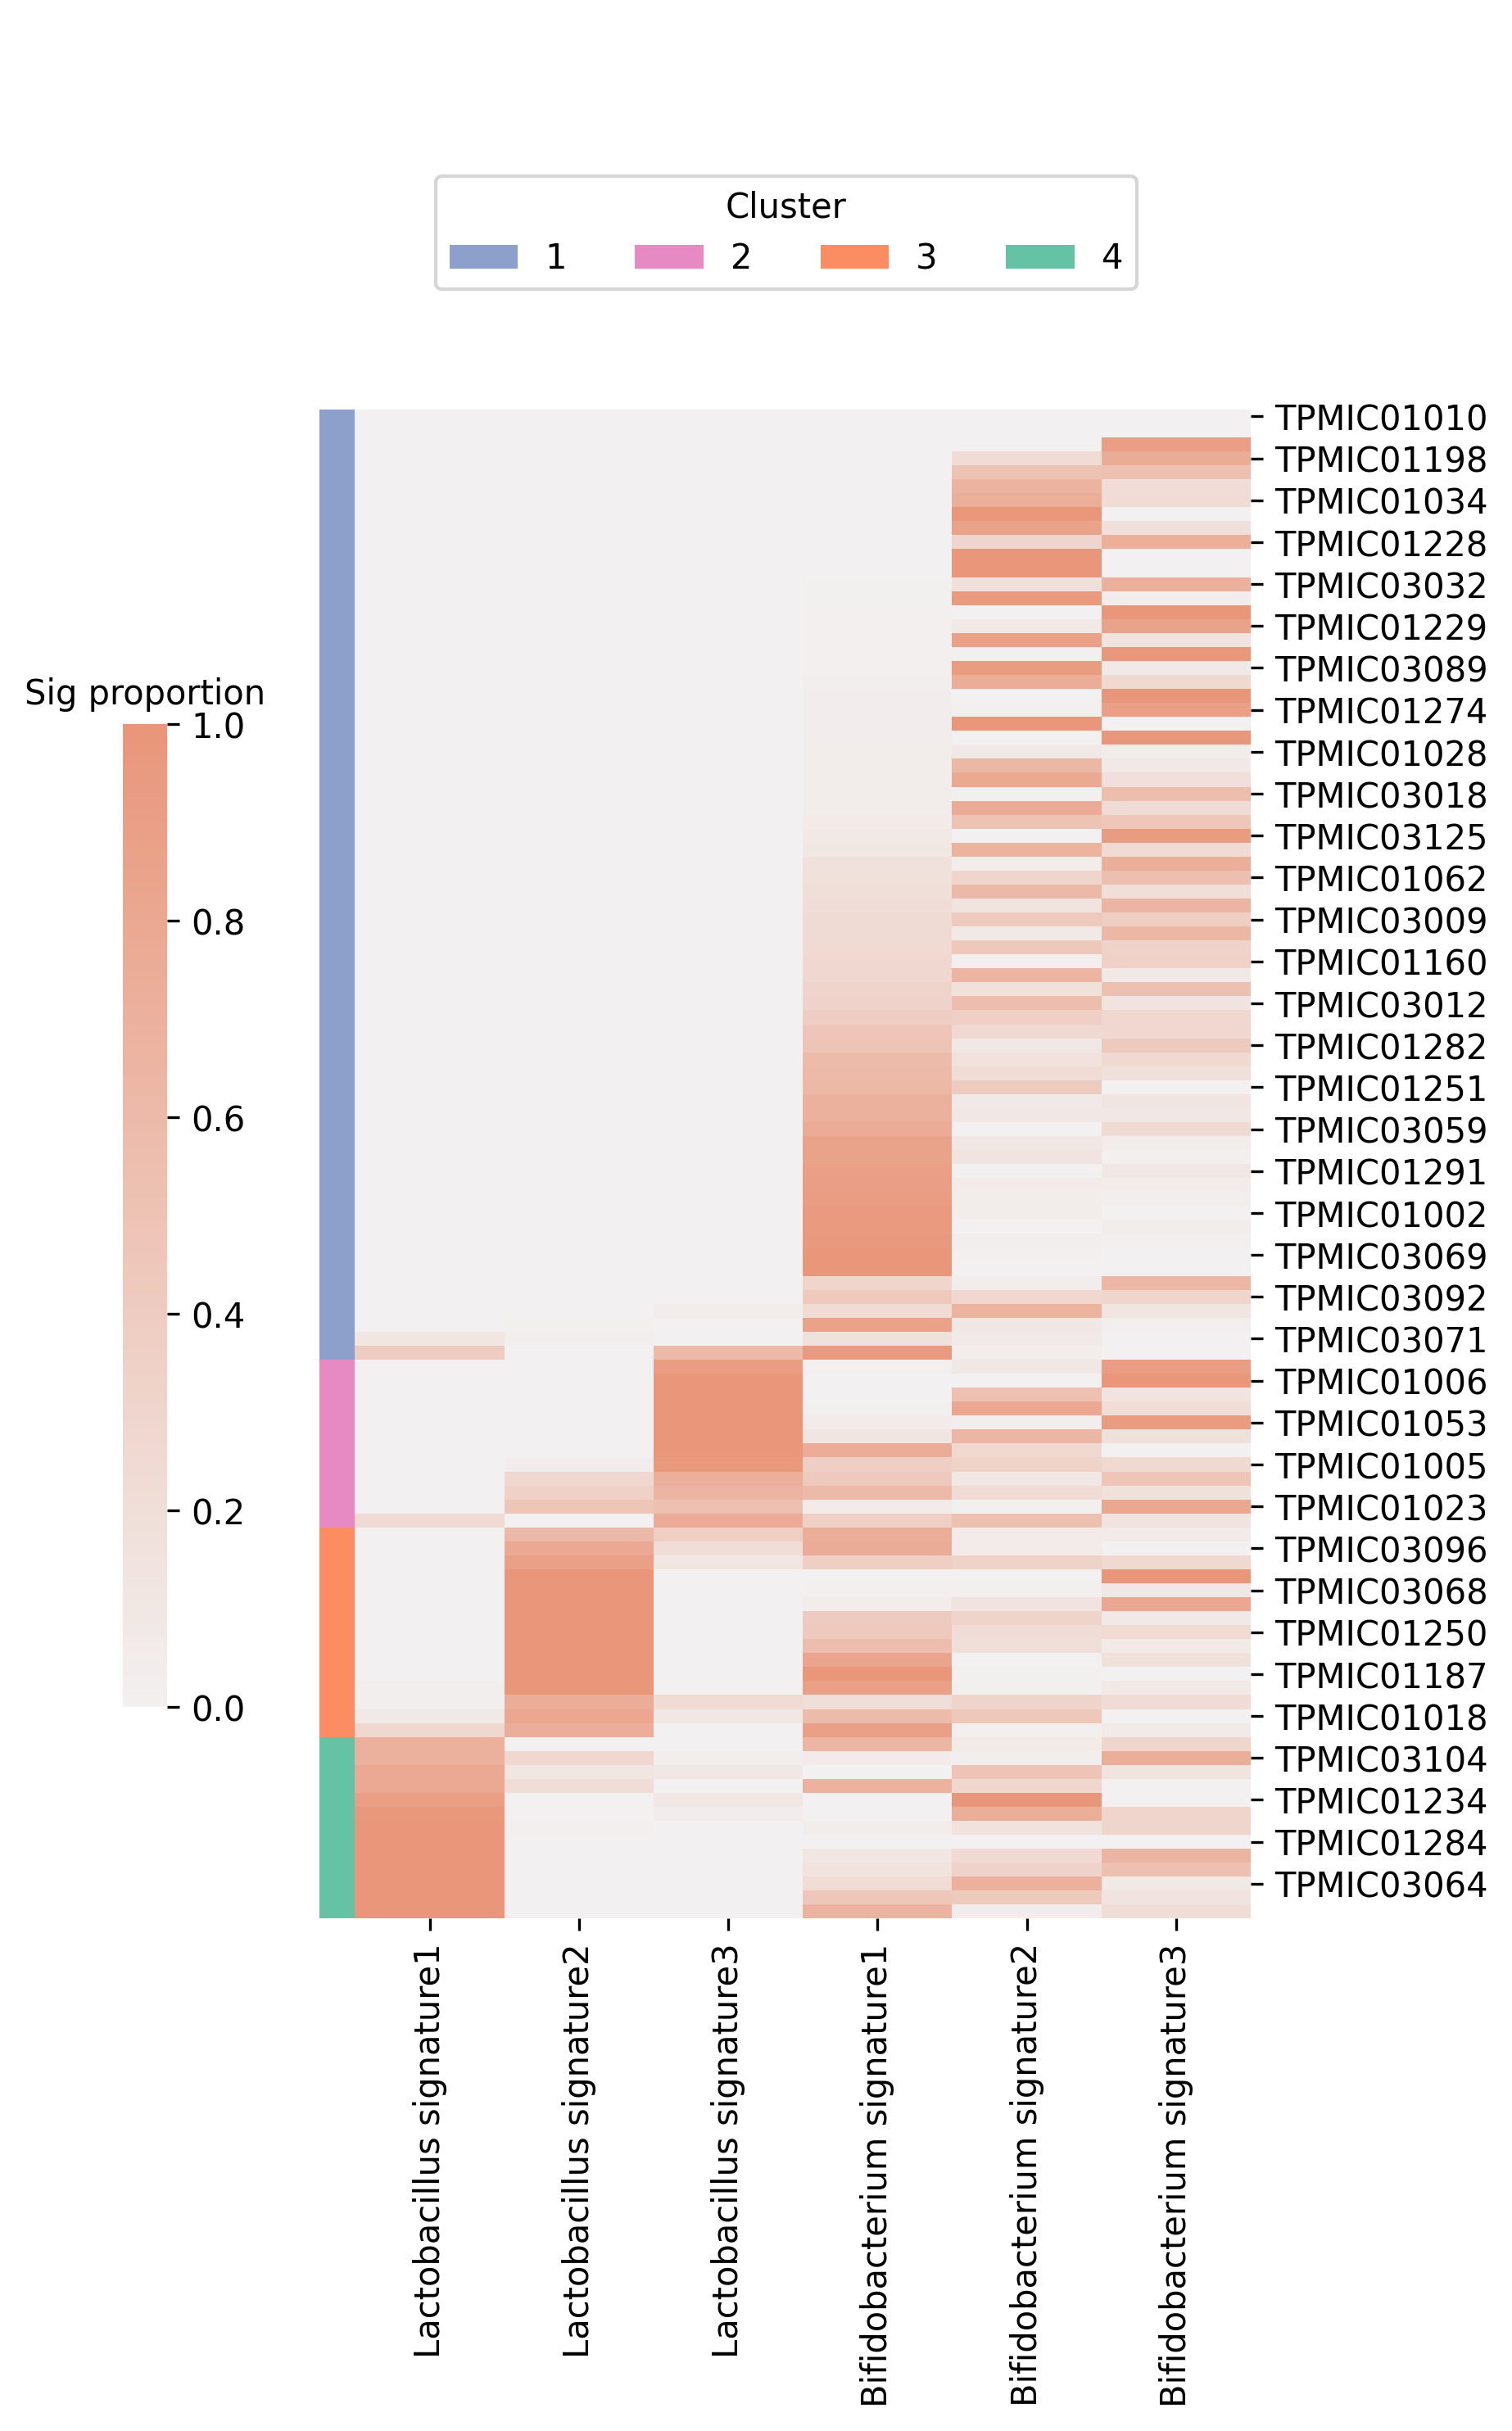 Cluster
1 2 3 4
TPMIC01010
TPMIC01198
TPMIC01034
TPMIC01228
TPMIC03032
TPMIC01229
TPMIC03089
TPMIC01274
TPMIC01028
TPMIC03018
TPMIC03125
TPMIC01062
TPMIC03009
TPMIC01160
TPMIC03012
TPMIC01282
TPMIC01251
TPMIC03059
TPMIC01291
TPMIC01002
TPMIC03069
TPMIC03092
TPMIC03071
TPMIC01006
TPMIC01053
TPMIC01005
TPMIC01023
TPMIC03096
TPMIC03068
TPMIC01250
TPMIC01187
TPMIC01018
TPMIC03104
TPMIC01234
TPMIC01284
TPMIC03064
Sig proportion
1.0
0.8
0.6
0.4
0.2
0.0
Lactobacillus signature1
Lactobacillus signature2
Lactobacillus signature3
Bifidobacterium signature1
Bifidobacterium signature2
Bifidobacterium signature3